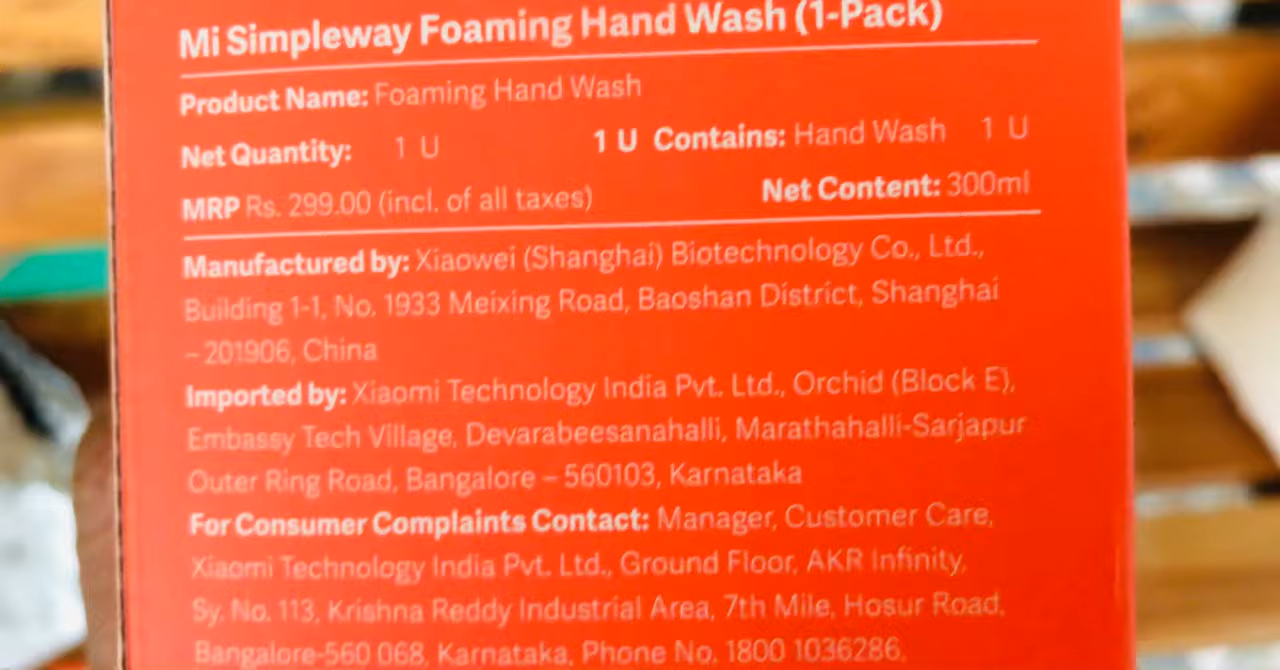 Mi Simpleway Foaming Hand Wash (1-Pack)
Product Name: Foaming Hand Wash
Net Quantity: 1 U 1 U Contains: Hand Wash 1 U
MRP Rs. 299.00 (incl. of all taxes) Net Content: 300ml
Manufactured by: Xiaowei (Shanghai) Biotechnology Co., Ltd.,
Building 1-1, No. 1933 Meixing Road, Baoshan District, Shanghai
– 201906, China
Imported by: Xiaomi Technology India Pvt. Ltd., Orchid (Block E),
Embassy Tech Village, Devarabeesanahalli, Marathahalli-Sarjapur
Outer Ring Road, Bangalore – 560103, Karnataka
For Consumer Complaints Contact: Manager, Customer Care,
Xiaomi Technology India Pvt. Ltd., Ground Floor, AKR Infinity,
Sy. No. 113, Krishna Reddy Industrial Area, 7th Mile, Hosur Road,
Bangalore-560 068, Karnataka, Phone No. 1800 1036286.